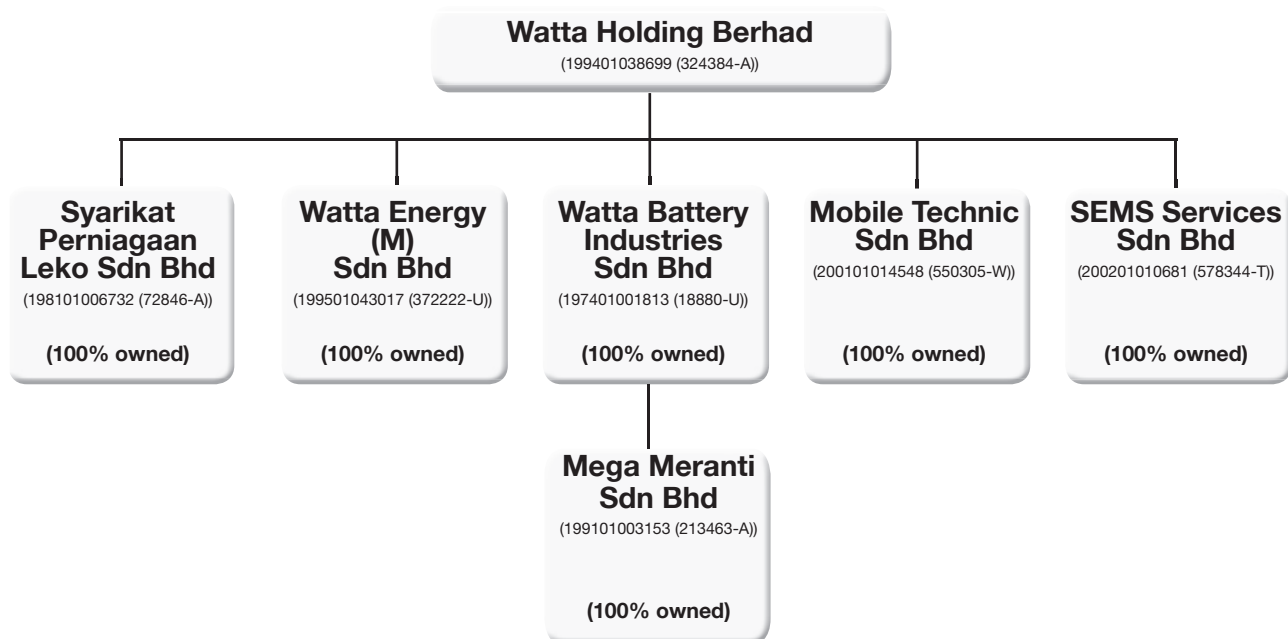 Watta Holding Berhad
(199401038699 (324384-A))
Syarikat
Perniagaan
Leko Sdn Bhd
(198101006732 (72846-A))
(100% owned)
Watta Energy
(M)
Sdn Bhd
(199501043017 (372222-U))
(100% owned)
Watta Battery
Industries
Sdn Bhd
(197401001813 (18880-U))
(100% owned)
Mobile Technic
Sdn Bhd
(200101014548 (550305-W))
(100% owned)
SEMS Services
Sdn Bhd
(200201010681 (578344-T))
(100% owned)
Mega Meranti
Sdn Bhd
(199101003153 (213463-A))
(100% owned)